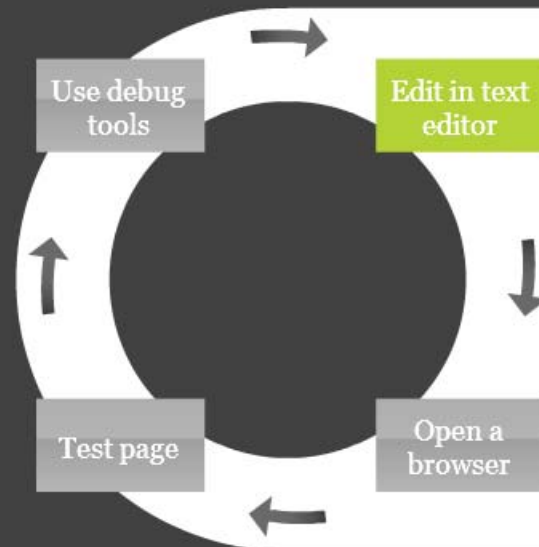 Use debug
tools
Edit in text
editor
Test page
Open a
browser